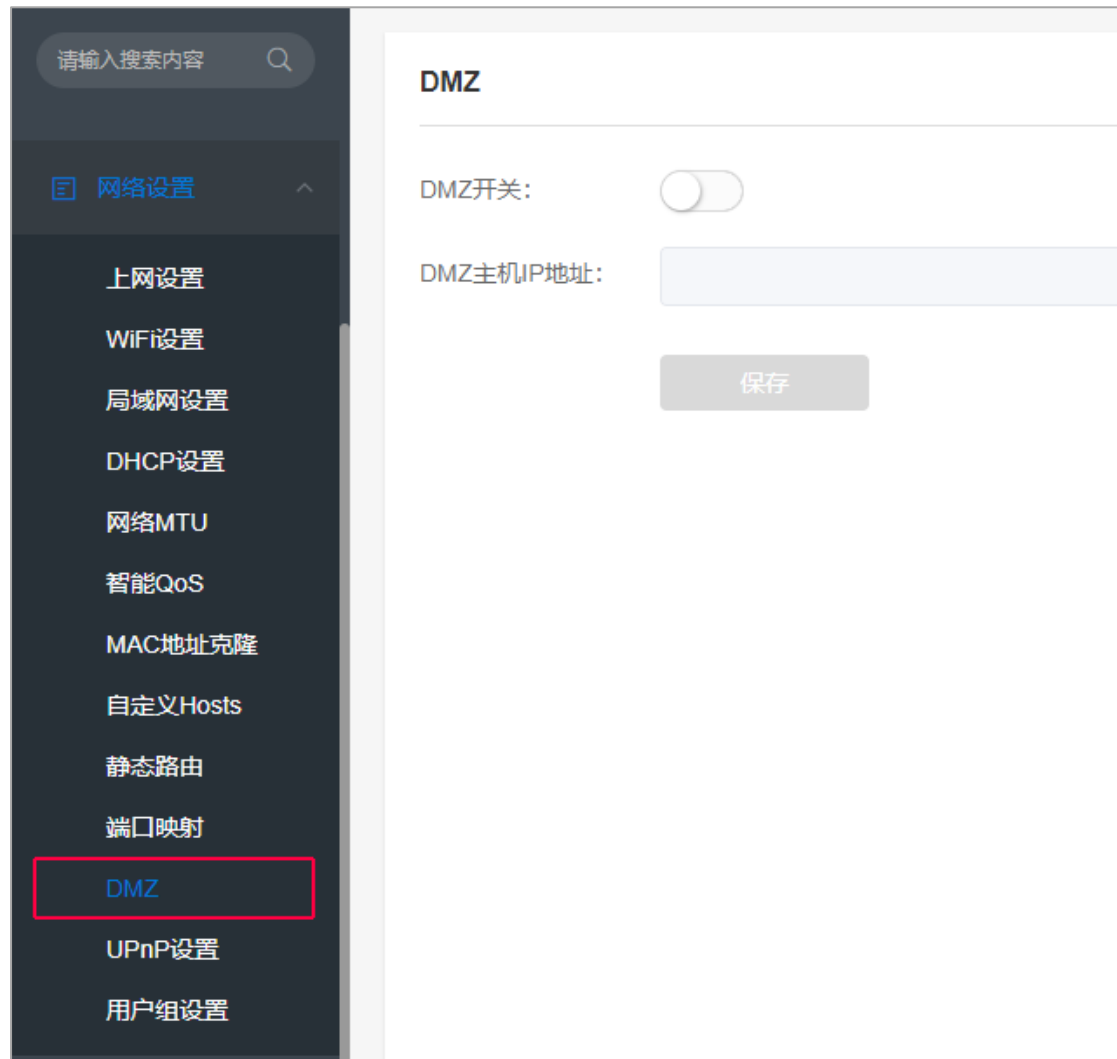 请输入搜索内容
网络设置
上网设置
WiFi设置
局域网设置
DHCP设置
网络MTU
智能QoS
MAC地址克隆
自定义Hosts
静态路由
端口映射
DMZ
UPnP设置
用户组设置
DMZ
DMZ开关：
DMZ主机IP地址：
保存